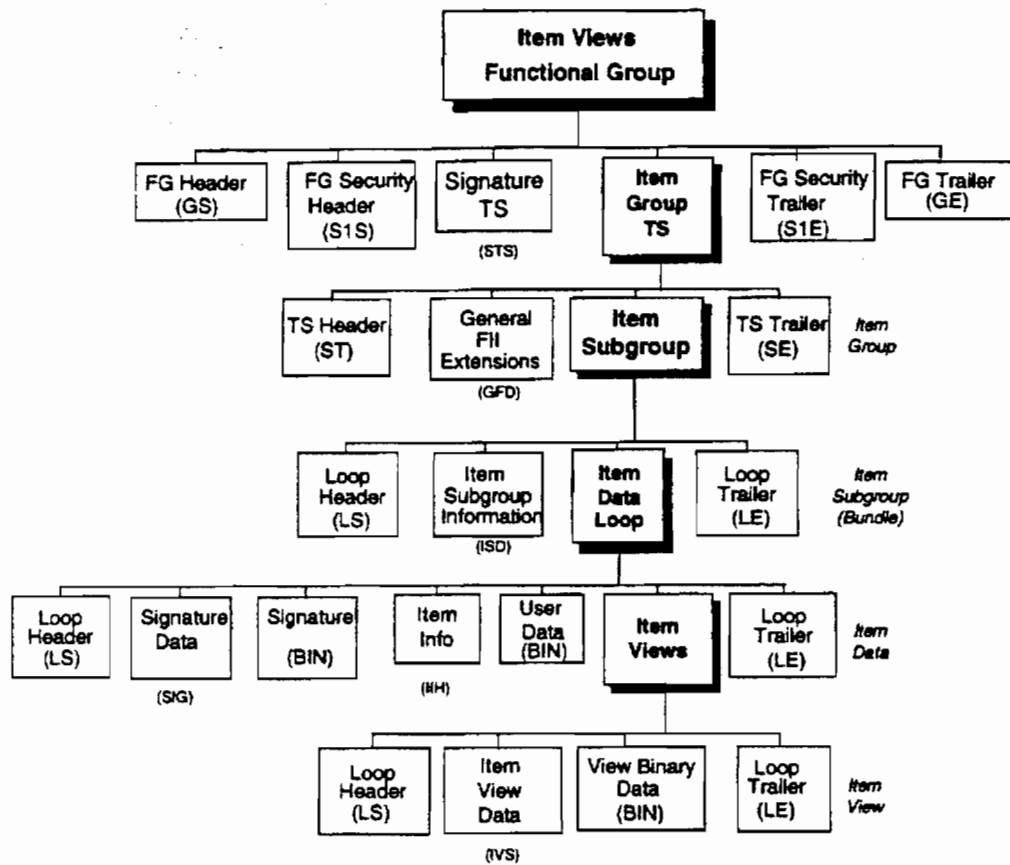 Item Views
Functional Group
FG Header
(GS)
FG Security
Header
(S1S)
Signature
TS
(STS)
Item
Group
TS
FG Security
Trailer
(S1E)
FG Trailer
(GE)
TS Header
(ST)
General
FII
Extensions
(GFD)
Item
Subgroup
TS Trailer
(SE)
Item
Group
Loop
Header
(LS)
Item
Subgroup
Information
(ISD)
Item
Data
Loop
Loop
Trailer
(LE)
Item
Subgroup
(Bundle)
Loop
Header
(LS)
Signature
Data
(SIG)
Signature
(BIN)
Item
Info
(IIH)
User
Data
(BIN)
Item
Views
Loop
Trailer
(LE)
Item
Data
Loop
Header
(LS)
Item
View
Data
(IVS)
View Binary
Data
(BIN)
Loop
Trailer
(LE)
Item
View